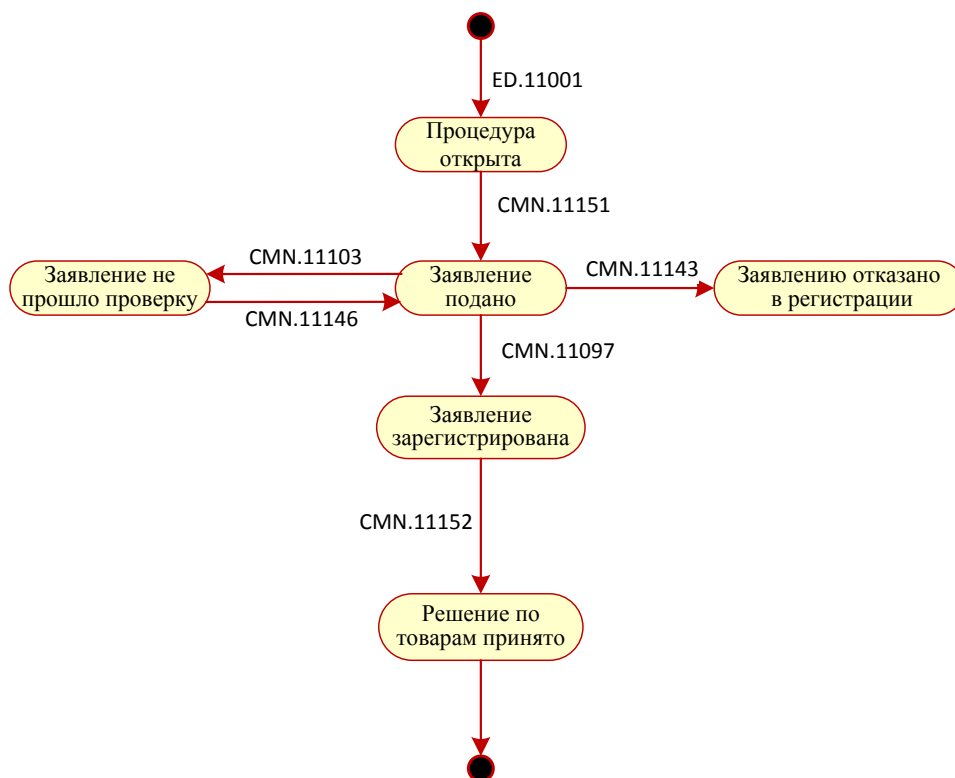 ED.11001
Процедура
открыта
CMN.11151
CMN.11103
CMN.11143
Заявление не
прошло проверку
Заявление
подано
Заявлению отказано
в регистрации
CMN.11146
CMN.11097
Заявление
зарегистрирована
CMN.11152
Решение по
товарам принято